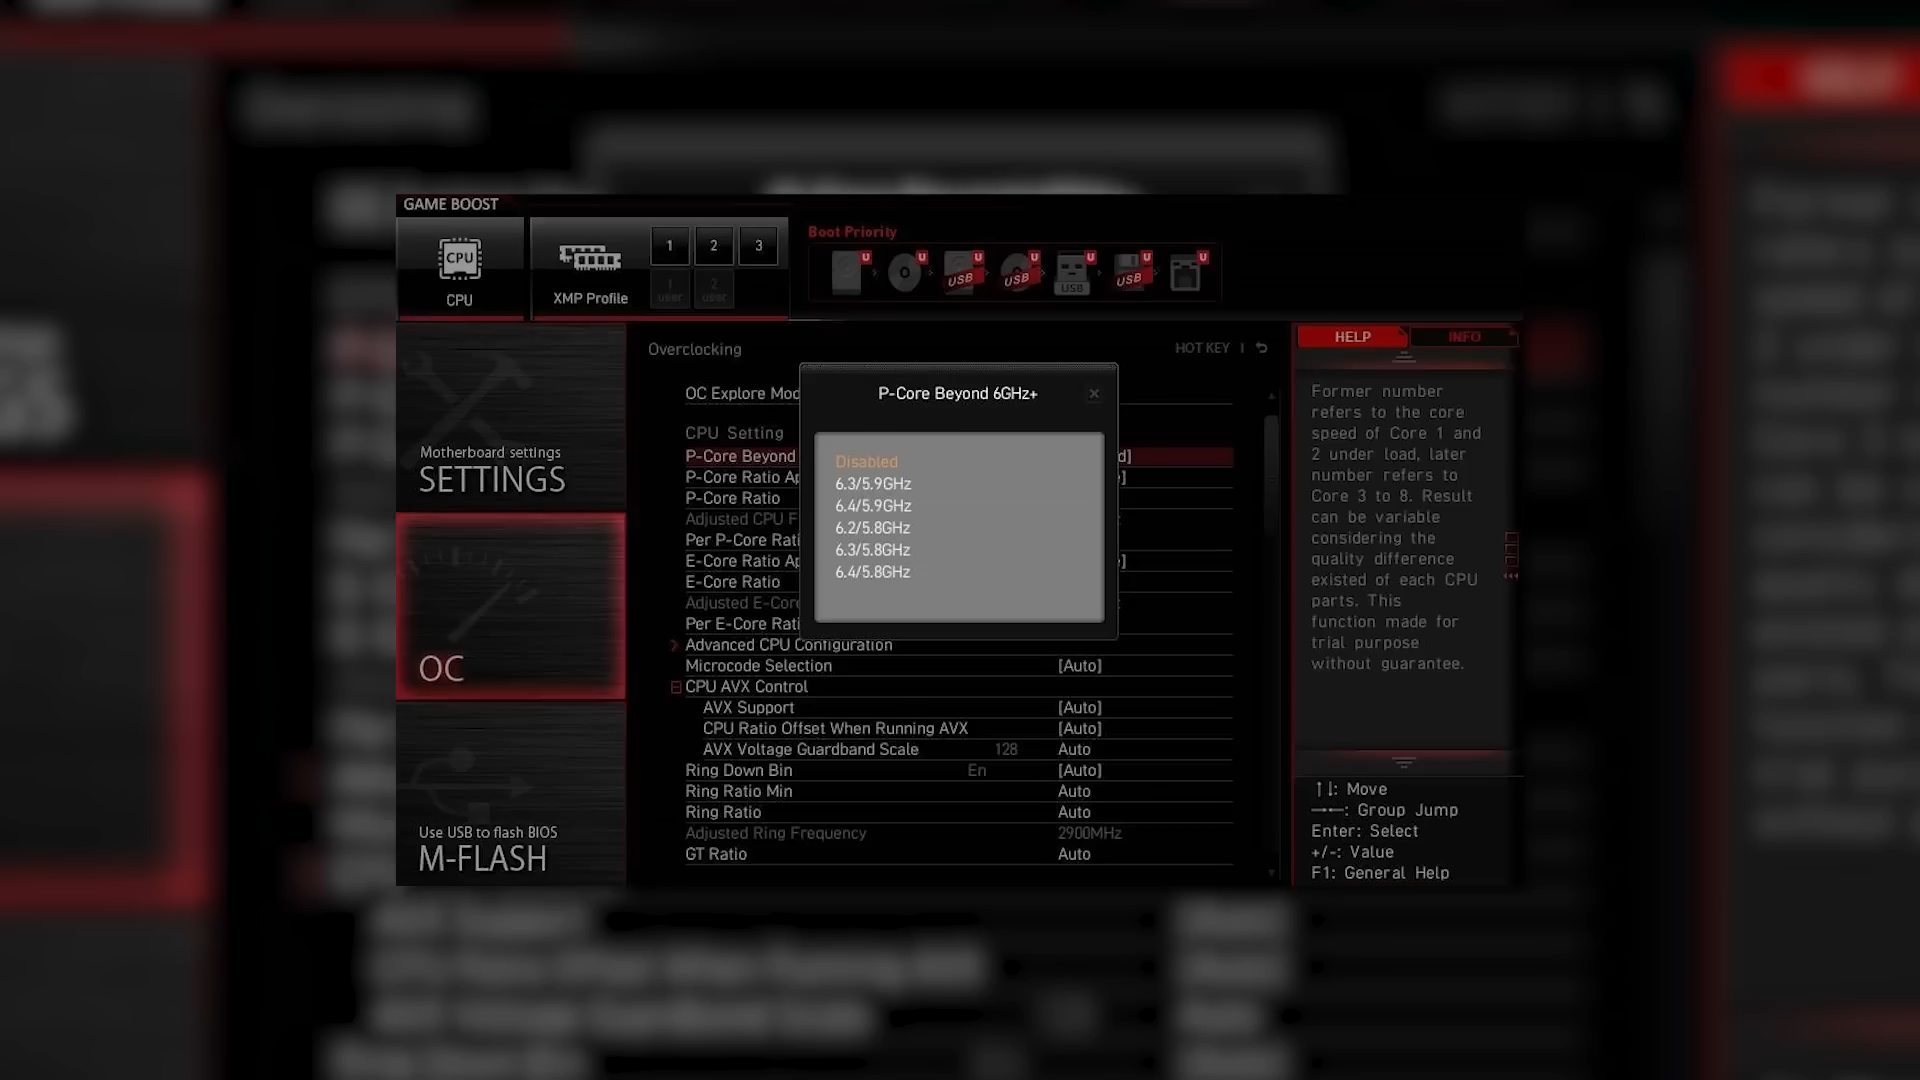 GAME BOOST
CPU
CPU
XMP Profile
1 2 3
1 user
2 user
Boot Priority
U U U U U U U
USB USB USB USB
Motherboard settings
SETTINGS
OC
Use USB to flash BIOS
M-FLASH
Overclocking
HOT KEY |
OC Explore Mod
CPU Setting
P-Core Beyond d]
P-Core Ratio Ap ]
P-Core Ratio
Adjusted CPU F
Per P-Core Rati
E-Core Ratio Ap ]
E-Core Ratio
Adjusted E-Core
Per E-Core Rati
Advanced CPU Configuration
Microcode Selection [Auto]
CPU AVX Control
AVX Support [Auto]
CPU Ratio Offset When Running AVX [Auto]
AVX Voltage Guardband Scale 128 Auto
Ring Down Bin En [Auto]
Ring Ratio Min Auto
Ring Ratio Auto
Adjusted Ring Frequency 2900MHz
GT Ratio Auto
P-Core Beyond 6GHz+
Disabled
6.3/5.9GHz
6.4/5.9GHz
6.2/5.8GHz
6.3/5.8GHz
6.4/5.8GHz
HELP
INFO
Former number
refers to the core
speed of Core 1 and
2 under load, later
number refers to
Core 3 to 8. Result
can be variable
considering the
quality difference
existed of each CPU
parts. This
function made for
trial purpose
without guarantee.
↑↓: Move
→←: Group Jump
Enter: Select
+/-: Value
F1: General Help